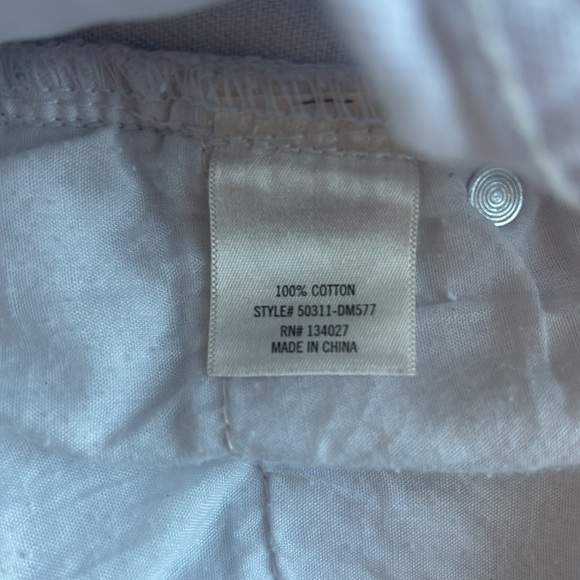 100% COTTON
STYLE# 50311-DM577
RN# 134027
MADE IN CHINA